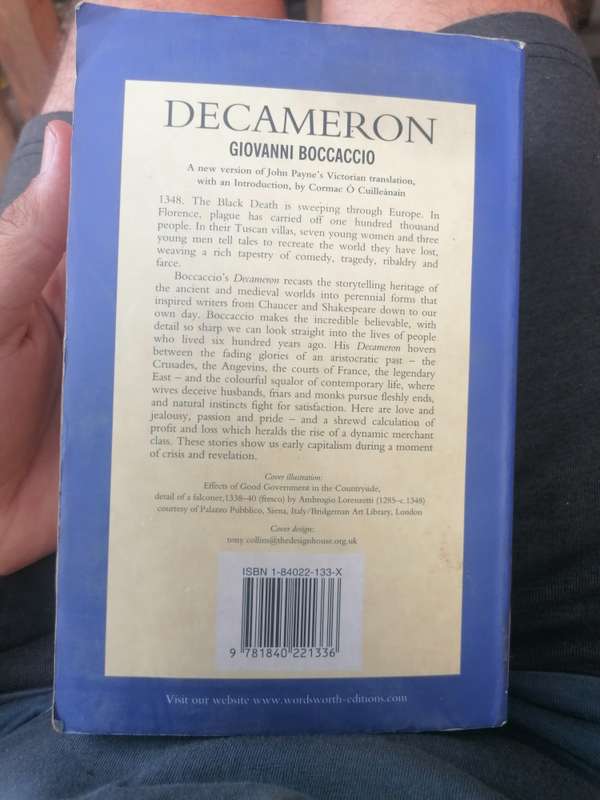 DECAMERON
GIOVANNI BOCCACCIO
A new version of John Payne's Victorian translation,
with an Introduction, by Cormac Ó Cuilleánain
1348. The Black Death is sweeping through Europe. In
Florence, plague has carried off one hundred thousand
people. In their Tuscan villas, seven young women and three
young men tell tales to recreate the world they have lost,
weaving a rich tapestry of comedy, tragedy, ribaldry and
farce.
Boccaccio's Decameron recasts the storytelling heritage of
the ancient and medieval worlds into perennial forms that
inspired writers from Chaucer and Shakespeare down to our
own day. Boccaccio makes the incredible believable, with
detail so sharp we can look straight into the lives of people
who lived six hundred years ago. His Decameron hovers
between the fading glories of an aristocratic past – the
Crusades, the Angevins, the courts of France, the legendary
East – and the colourful squalor of contemporary life, where
wives deceive husbands, friars and monks pursue fleshly ends,
and natural instincts fight for satisfaction. Here are love and
jealousy, passion and pride – and a shrewd calculation of
profit and loss which heralds the rise of a dynamic merchant
class. These stories show us early capitalism during a moment
of crisis and revelation.
Cover illustration:
Effects of Good Government in the Countryside,
detail of a falconer,1338–40 (fresco) by Ambrogio Lorenzetti (1285–c.1348)
courtesy of Palazzo Pubblico, Siena, Italy/Bridgeman Art Library, London
Cover design:
tony.collins@thedesignhouse.org.uk
ISBN 1-84022-133-X
9 781840 221336
Visit our website www.wordsworth-editions.com